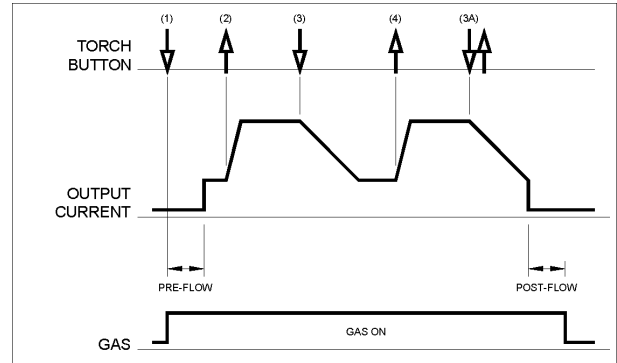 (1) (2) (3) (4) (3A)
TORCH
BUTTON
OUTPUT
CURRENT
PRE-FLOW POST-FLOW
GAS ON
GAS